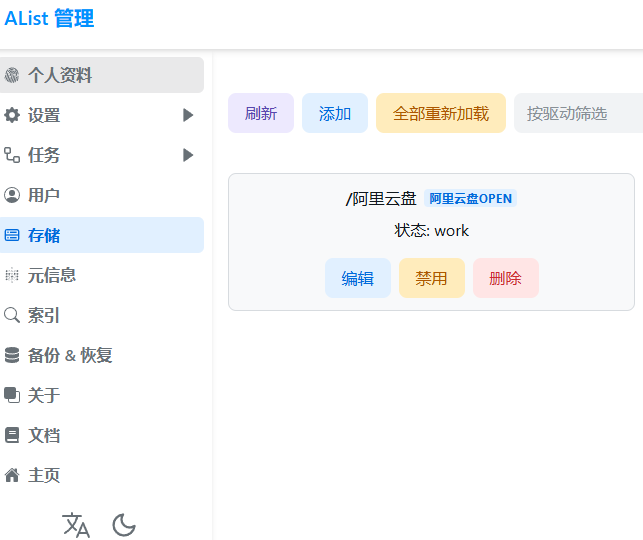 AList 管理
个人资料
设置
任务
用户
存储
元信息
索引
备份 & 恢复
关于
文档
主页
刷新 添加 全部重新加载 按驱动筛选
/阿里云盘 阿里云盘OPEN
状态: work
编辑 禁用 删除